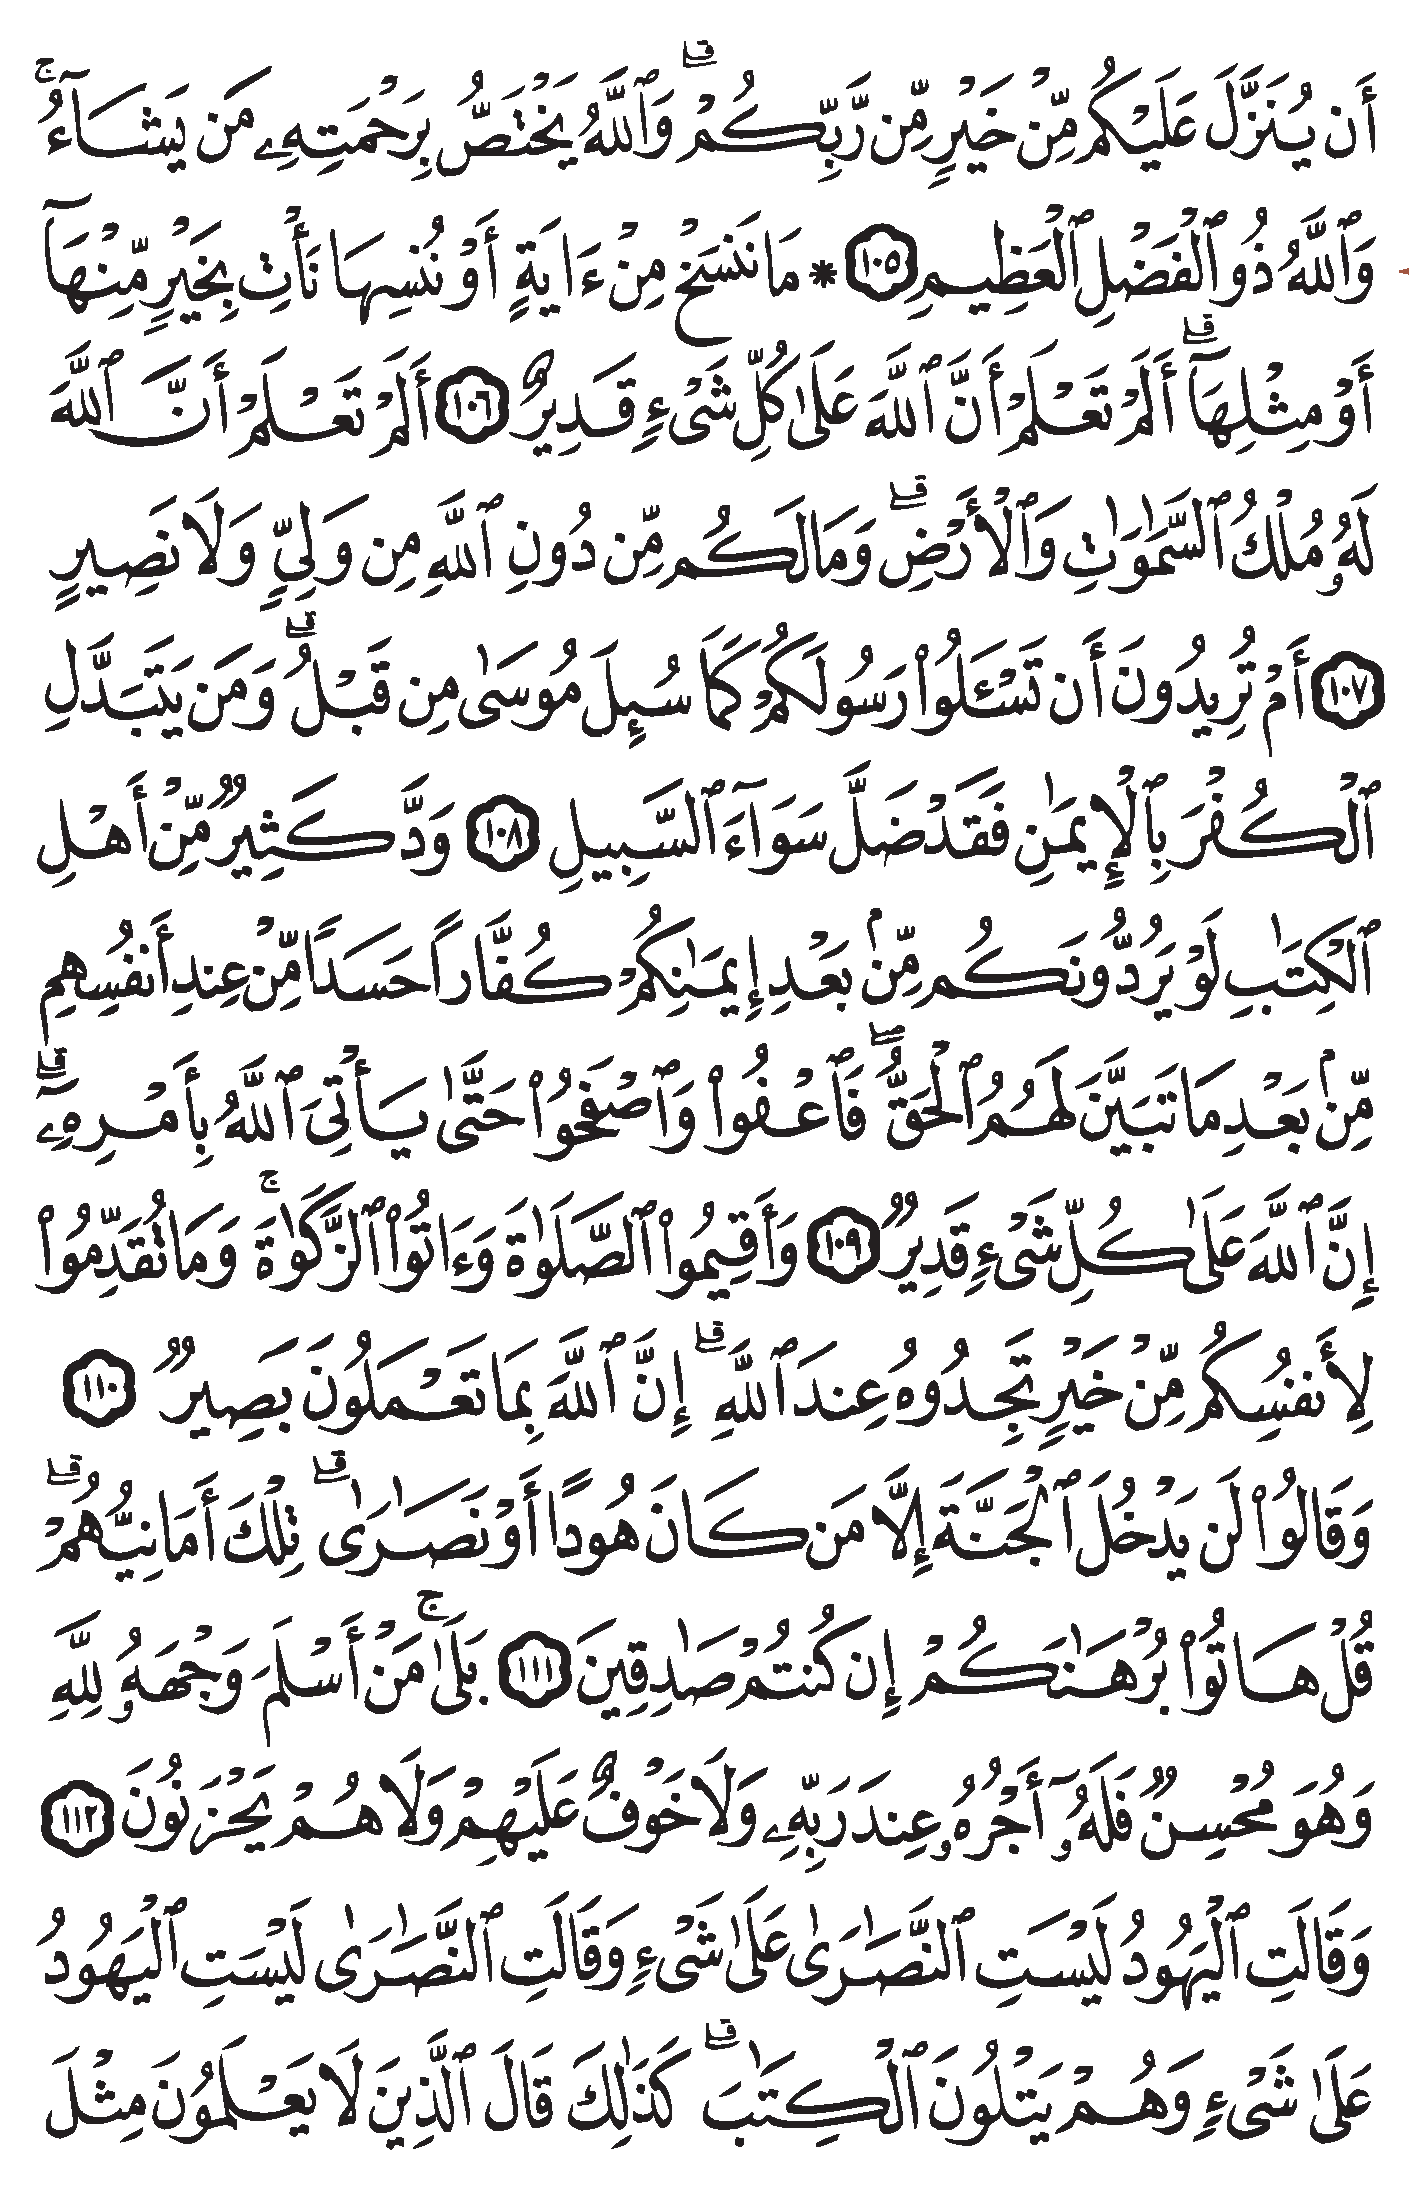 أَن يُنَزَّلَ عَلَيْكُم مِّنْ خَيْرٍ مِّن رَّبِّكُمْ ۗ وَٱللَّهُ يَخْتَصُّ بِرَحْمَتِهِۦ مَن يَشَآءُ ۚ
وَٱللَّهُ ذُو ٱلْفَضْلِ ٱلْعَظِيمِ ١٠٥ * مَا نَنسَخْ مِنْ ءَايَةٍ أَوْ نُنسِهَا نَأْتِ بِخَيْرٍ مِّنْهَآ
أَوْ مِثْلِهَآ ۗ أَلَمْ تَعْلَمْ أَنَّ ٱللَّهَ عَلَىٰ كُلِّ شَىْءٍ قَدِيرٌ ١٠٦ أَلَمْ تَعْلَمْ أَنَّ ٱللَّهَ
لَهُۥ مُلْكُ ٱلسَّمَٰوَٰتِ وَٱلْأَرْضِ ۗ وَمَا لَكُم مِّن دُونِ ٱللَّهِ مِن وَلِىٍّ وَلَا نَصِيرٍ
١٠٧ أَمْ تُرِيدُونَ أَن تَسْـَٔلُوا۟ رَسُولَكُمْ كَمَا سُئِلَ مُوسَىٰ مِن قَبْلُ ۗ وَمَن يَتَبَدَّلِ
ٱلْكُفْرَ بِٱلْإِيمَٰنِ فَقَدْ ضَلَّ سَوَآءَ ٱلسَّبِيلِ ١٠٨ وَدَّ كَثِيرٌ مِّنْ أَهْلِ
ٱلْكِتَٰبِ لَوْ يَرُدُّونَكُم مِّنۢ بَعْدِ إِيمَٰنِكُمْ كُفَّارًا حَسَدًا مِّنْ عِندِ أَنفُسِهِم
مِّنۢ بَعْدِ مَا تَبَيَّنَ لَهُمُ ٱلْحَقُّ ۖ فَٱعْفُوا۟ وَٱصْفَحُوا۟ حَتَّىٰ يَأْتِىَ ٱللَّهُ بِأَمْرِهِۦٓ ۗ
إِنَّ ٱللَّهَ عَلَىٰ كُلِّ شَىْءٍ قَدِيرٌ ١٠٩ وَأَقِيمُوا۟ ٱلصَّلَوٰةَ وَءَاتُوا۟ ٱلزَّكَوٰةَ ۚ وَمَا تُقَدِّمُوا۟
لِأَنفُسِكُم مِّنْ خَيْرٍ تَجِدُوهُ عِندَ ٱللَّهِ ۗ إِنَّ ٱللَّهَ بِمَا تَعْمَلُونَ بَصِيرٌ ١١٠
وَقَالُوا۟ لَن يَدْخُلَ ٱلْجَنَّةَ إِلَّا مَن كَانَ هُودًا أَوْ نَصَٰرَىٰ ۗ تِلْكَ أَمَانِيُّهُمْ ۗ
قُلْ هَاتُوا۟ بُرْهَٰنَكُمْ إِن كُنتُمْ صَٰدِقِينَ ١١١ بَلَىٰ ۚ مَنْ أَسْلَمَ وَجْهَهُۥ لِلَّهِ
وَهُوَ مُحْسِنٌ فَلَهُۥٓ أَجْرُهُۥ عِندَ رَبِّهِۦ وَلَا خَوْفٌ عَلَيْهِمْ وَلَا هُمْ يَحْزَنُونَ ١١٢
وَقَالَتِ ٱلْيَهُودُ لَيْسَتِ ٱلنَّصَٰرَىٰ عَلَىٰ شَىْءٍ وَقَالَتِ ٱلنَّصَٰرَىٰ لَيْسَتِ ٱلْيَهُودُ
عَلَىٰ شَىْءٍ وَهُمْ يَتْلُونَ ٱلْكِتَٰبَ ۗ كَذَٰلِكَ قَالَ ٱلَّذِينَ لَا يَعْلَمُونَ مِثْلَ